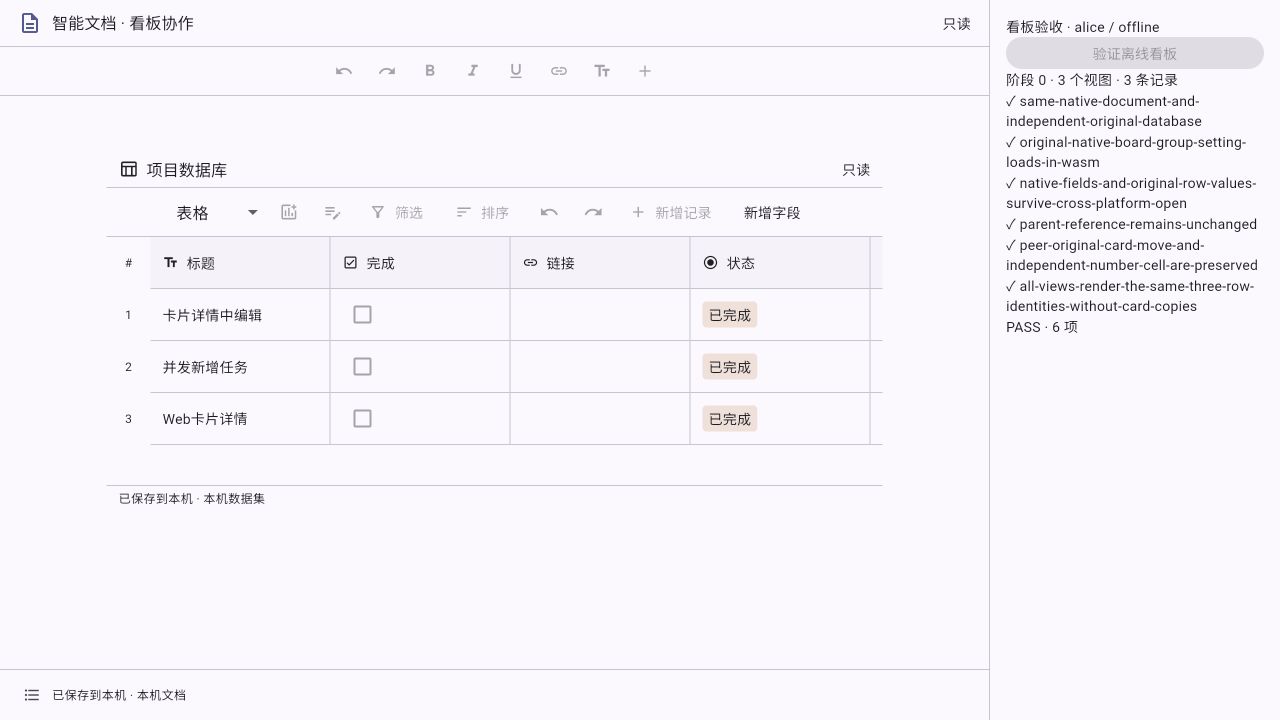 智能文档 · 看板协作
只读
B I U Tт
项目数据库
只读
表格
筛选
排序
新增记录
新增字段
# 标题 完成 链接 状态
1 卡片详情中编辑 已完成
2 并发新增任务 已完成
3 Web卡片详情 已完成
已保存到本机 · 本机数据集
已保存到本机 · 本机文档
看板验收 · alice / offline
验证离线看板
阶段 0 · 3 个视图 · 3 条记录
✓ same-native-document-and-
independent-original-database
✓ original-native-board-group-setting-
loads-in-wasm
✓ native-fields-and-original-row-values-
survive-cross-platform-open
✓ parent-reference-remains-unchanged
✓ peer-original-card-move-and-
independent-number-cell-are-preserved
✓ all-views-render-the-same-three-row-
identities-without-card-copies
PASS · 6 项